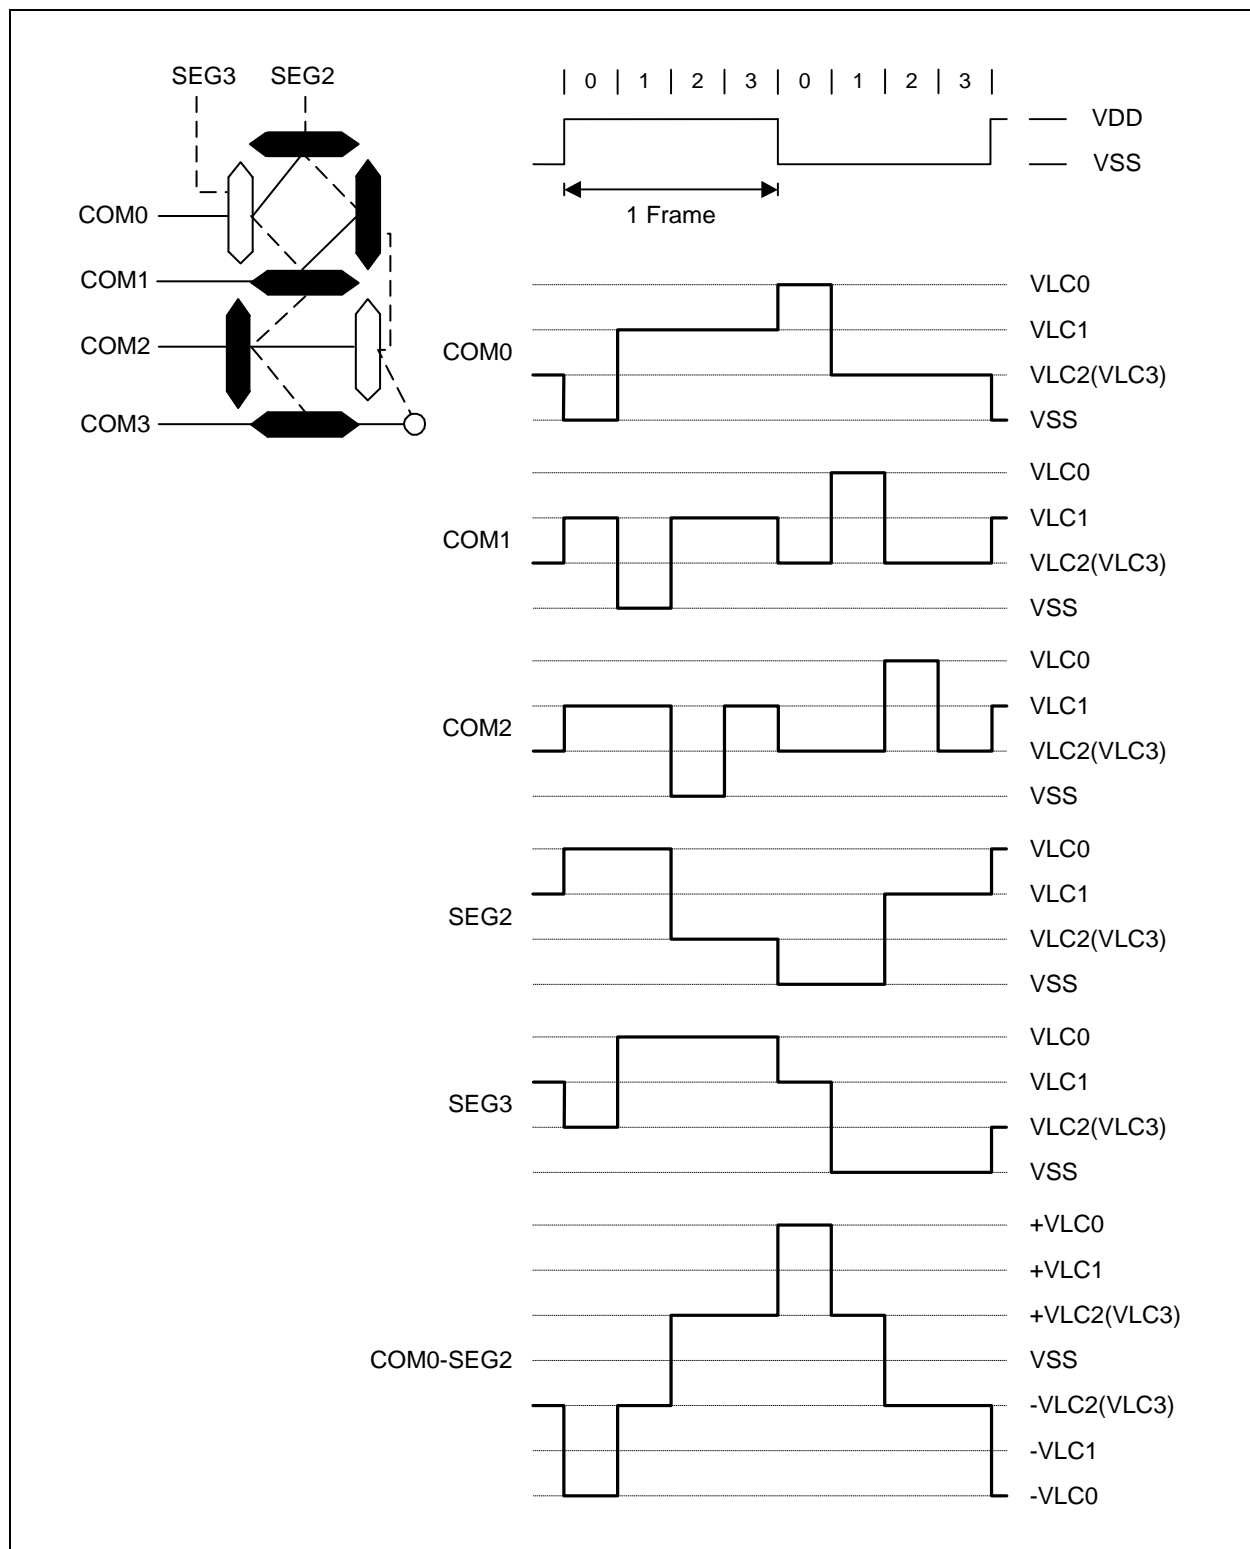 SEG3 SEG2
0 1 2 3 0 1 2 3
VDD
VSS
1 Frame
COM0
COM1
COM2
COM3
COM0
VLC0
VLC1
VLC2(VLC3)
VSS
COM1
VLC0
VLC1
VLC2(VLC3)
VSS
COM2
VLC0
VLC1
VLC2(VLC3)
VSS
SEG2
VLC0
VLC1
VLC2(VLC3)
VSS
SEG3
VLC0
VLC1
VLC2(VLC3)
VSS
COM0-SEG2
+VLC0
+VLC1
+VLC2(VLC3)
VSS
-VLC2(VLC3)
-VLC1
-VLC0